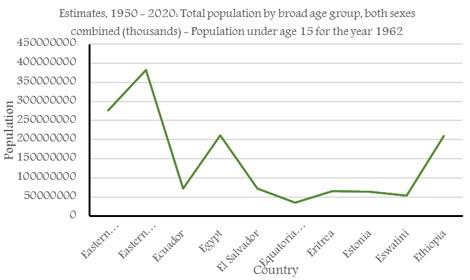 Estimates, 1950 - 2020: Total population by broad age group, both sexes
combined (thousands) - Population under age 15 for the year 1962
Population
450000000
400000000
350000000
300000000
250000000
200000000
150000000
100000000
50000000
0
Eastern...
Eastern...
Ecuador
Egypt
El Salvador
Equatoria...
Eritrea
Estonia
Eswatini
Ethiopia
Country